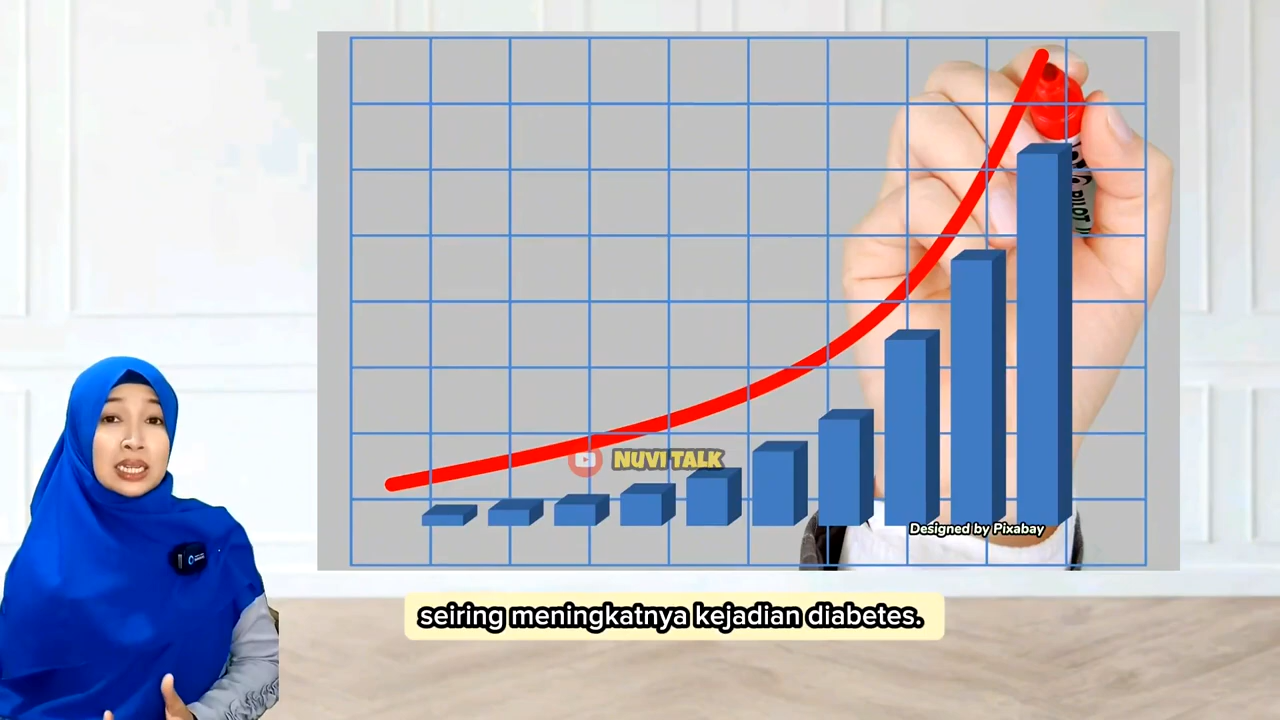 NUVI TALK
Designed by Pixabay
seiring meningkatnya kejadian diabetes.